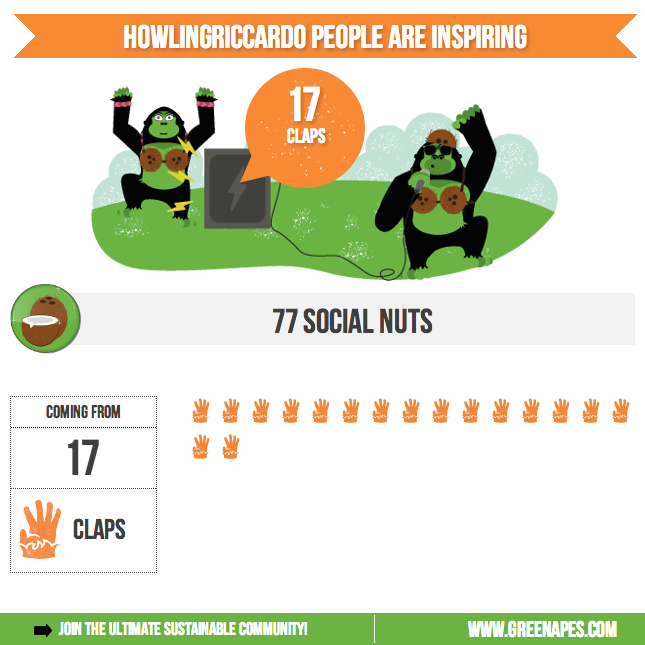 HOWLINGRICCARDO PEOPLE ARE INSPIRING
17
CLAPS
77 SOCIAL NUTS
COMING FROM
17
CLAPS
JOIN THE ULTIMATE SUSTAINABLE COMMUNITY!
WWW.GREENAPES.COM